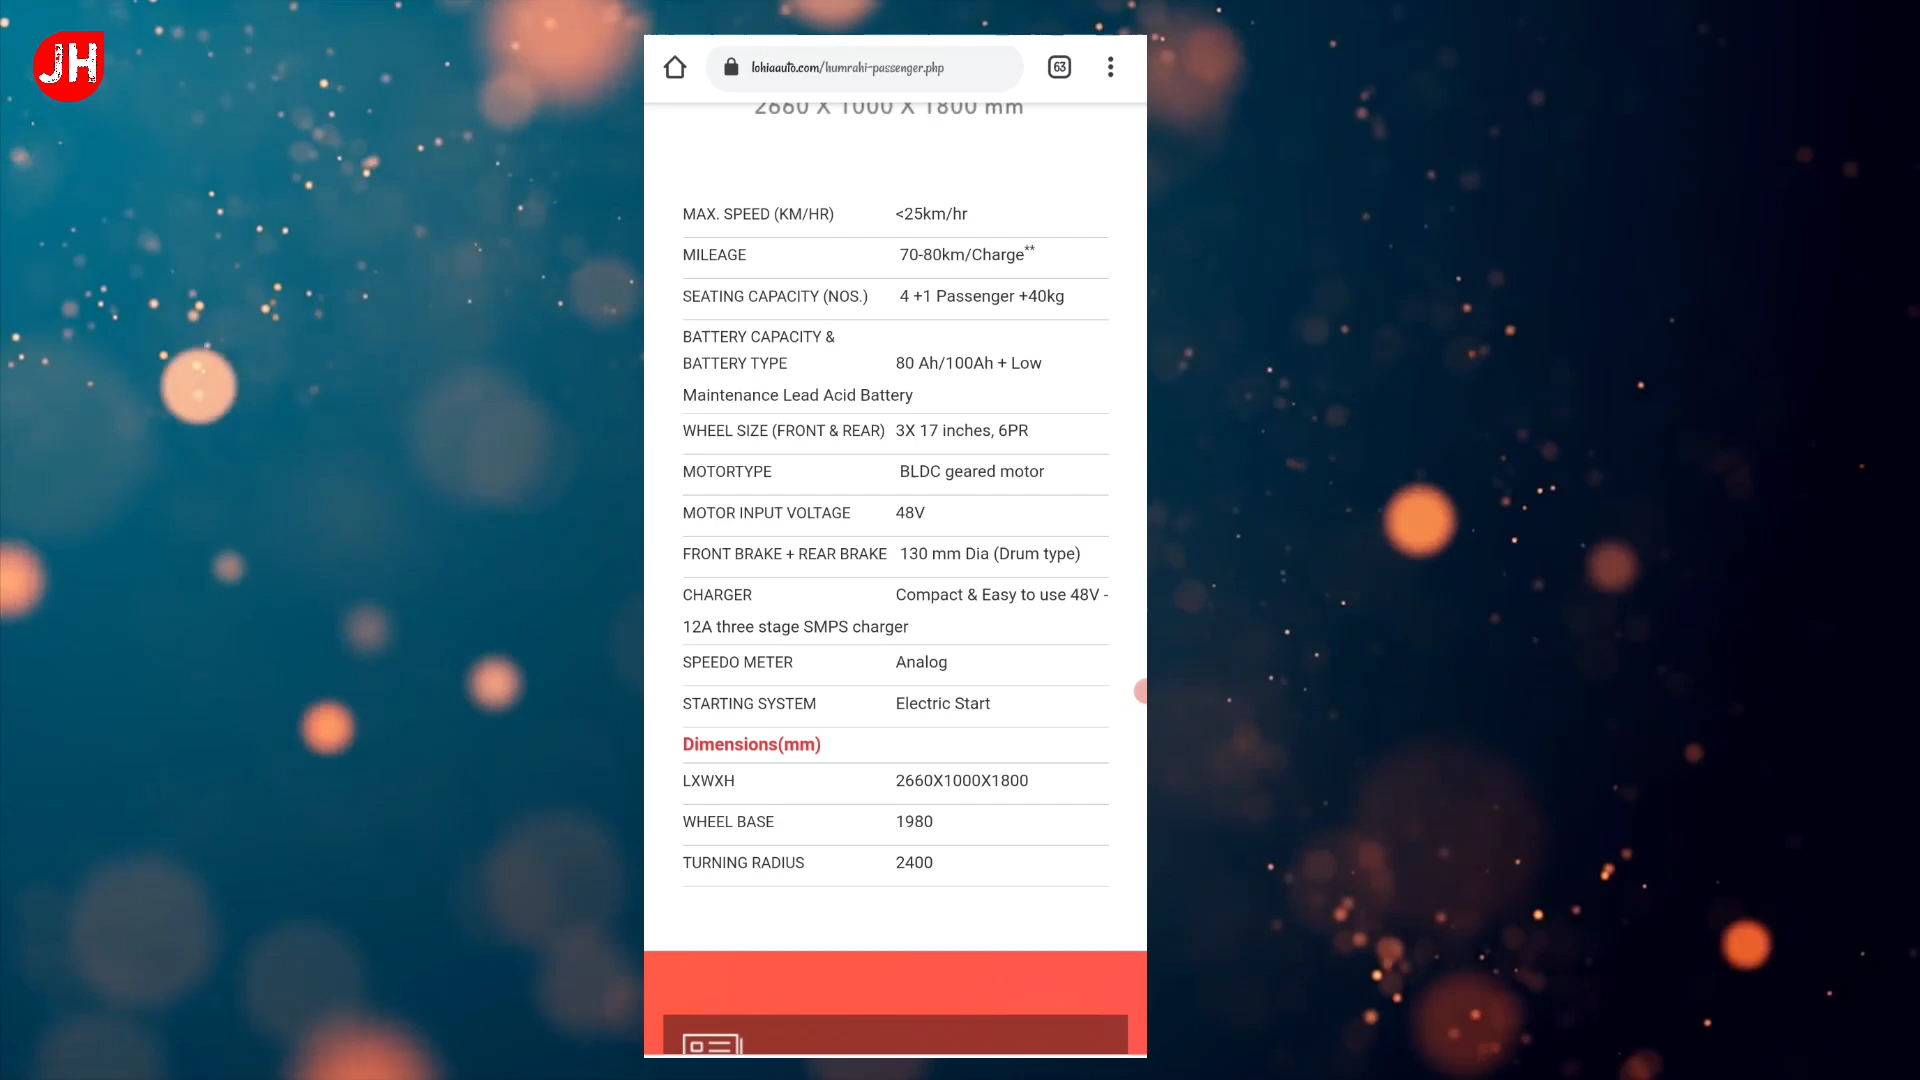 JH
lohiaauto.com/humrahi-passenger.php
63
2660 X 1000 X 1800 mm
MAX. SPEED (KM/HR) <25km/hr
MILEAGE 70-80km/Charge**
SEATING CAPACITY (NOS.) 4 +1 Passenger +40kg
BATTERY CAPACITY &
BATTERY TYPE 80 Ah/100Ah + Low
Maintenance Lead Acid Battery
WHEEL SIZE (FRONT & REAR) 3X 17 inches, 6PR
MOTORTYPE BLDC geared motor
MOTOR INPUT VOLTAGE 48V
FRONT BRAKE + REAR BRAKE 130 mm Dia (Drum type)
CHARGER Compact & Easy to use 48V -
12A three stage SMPS charger
SPEEDO METER Analog
STARTING SYSTEM Electric Start
Dimensions(mm)
LXWXH 2660X1000X1800
WHEEL BASE 1980
TURNING RADIUS 2400